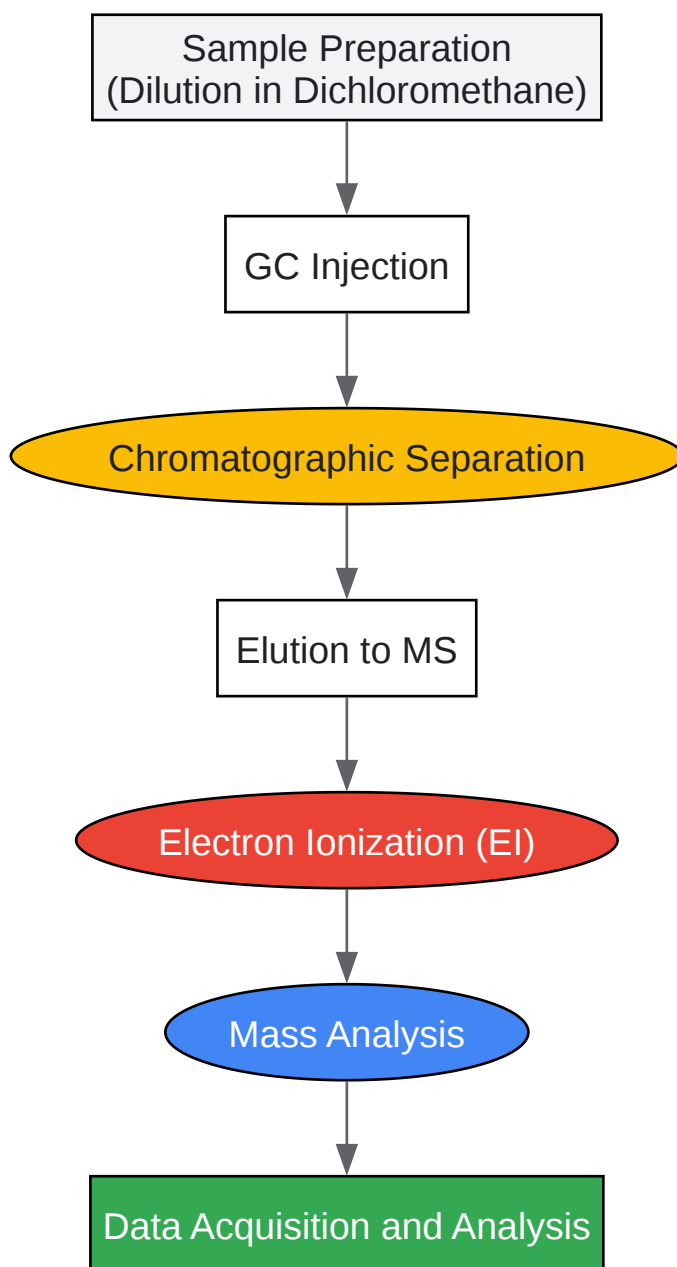 Sample Preparation
(Dilution in Dichloromethane)
GC Injection
Chromatographic Separation
Elution to MS
Electron Ionization (EI)
Mass Analysis
Data Acquisition and Analysis